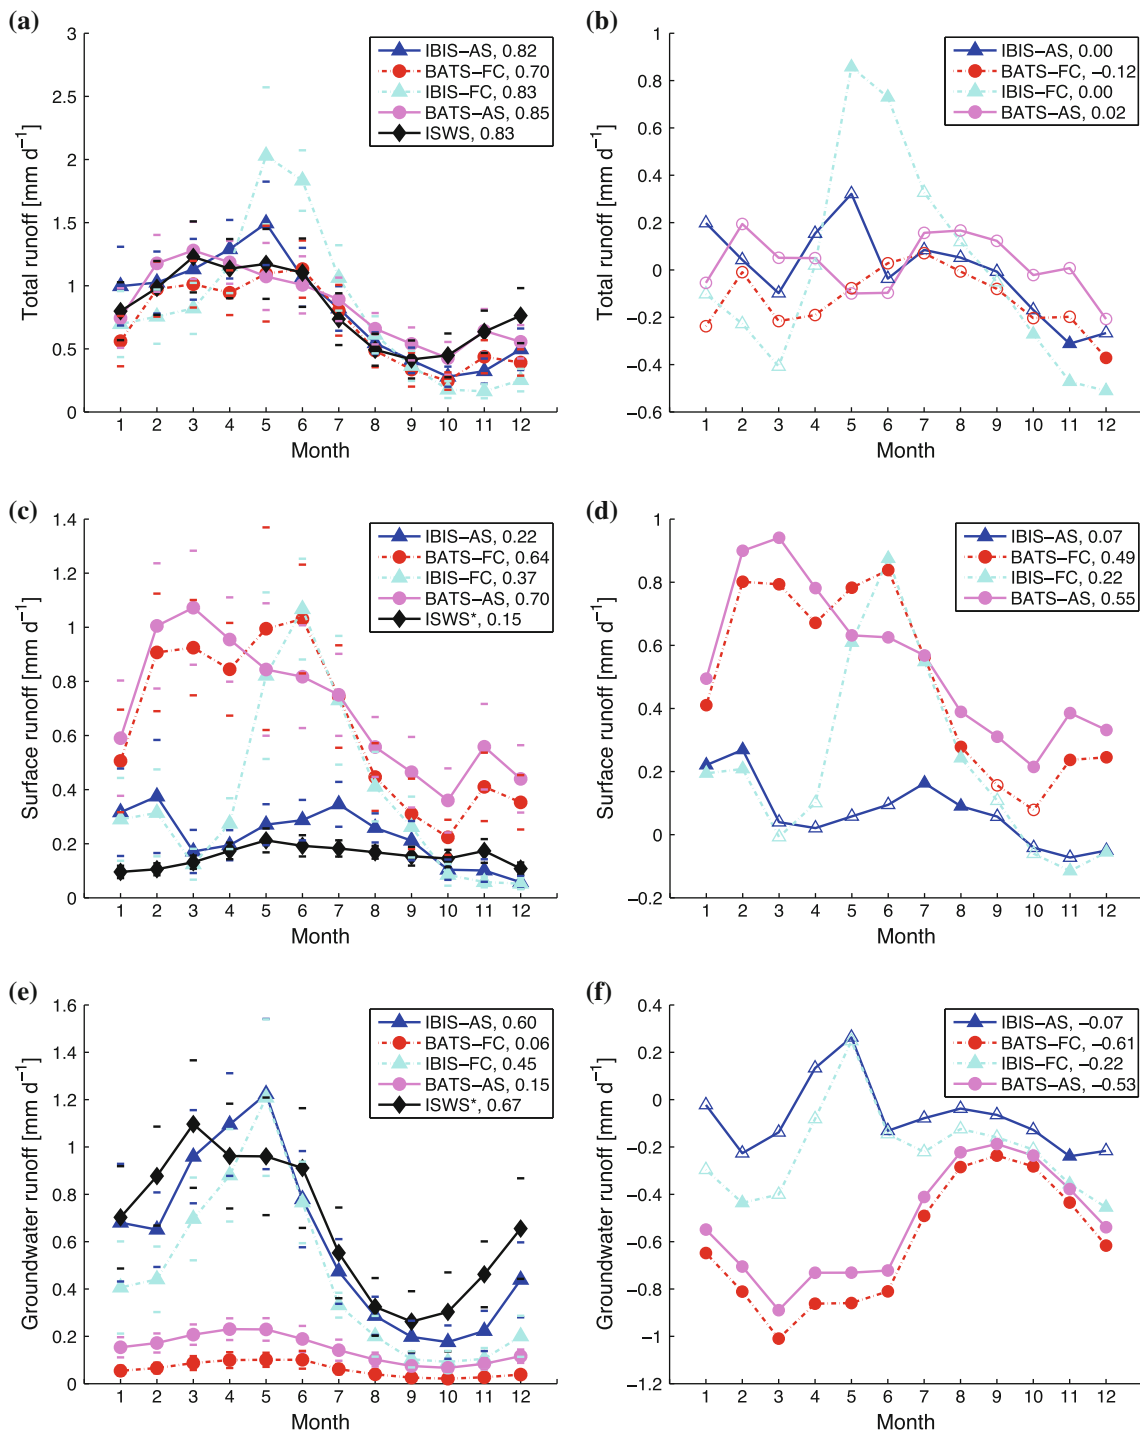 (a)
3
2.5
2
1.5
1
0.5
0
Total runoff [mm d⁻¹]
1 2 3 4 5 6 7 8 9 10 11 12
Month
IBIS−AS, 0.82
BATS−FC, 0.70
IBIS−FC, 0.83
BATS−AS, 0.85
ISWS, 0.83
(b)
1
0.8
0.6
0.4
0.2
0
−0.2
−0.4
−0.6
Total runoff [mm d⁻¹]
1 2 3 4 5 6 7 8 9 10 11 12
Month
IBIS−AS, 0.00
BATS−FC, −0.12
IBIS−FC, 0.00
BATS−AS, 0.02
(c)
1.4
1.2
1
0.8
0.6
0.4
0.2
0
Surface runoff [mm d⁻¹]
1 2 3 4 5 6 7 8 9 10 11 12
Month
IBIS−AS, 0.22
BATS−FC, 0.64
IBIS−FC, 0.37
BATS−AS, 0.70
ISWS*, 0.15
(d)
1
0.8
0.6
0.4
0.2
0
−0.2
Surface runoff [mm d⁻¹]
1 2 3 4 5 6 7 8 9 10 11 12
Month
IBIS−AS, 0.07
BATS−FC, 0.49
IBIS−FC, 0.22
BATS−AS, 0.55
(e)
1.6
1.4
1.2
1
0.8
0.6
0.4
0.2
0
Groundwater runoff [mm d⁻¹]
1 2 3 4 5 6 7 8 9 10 11 12
Month
IBIS−AS, 0.60
BATS−FC, 0.06
IBIS−FC, 0.45
BATS−AS, 0.15
ISWS*, 0.67
(f)
0.4
0.2
0
−0.2
−0.4
−0.6
−0.8
−1
−1.2
Groundwater runoff [mm d⁻¹]
1 2 3 4 5 6 7 8 9 10 11 12
Month
IBIS−AS, −0.07
BATS−FC, −0.61
IBIS−FC, −0.22
BATS−AS, −0.53